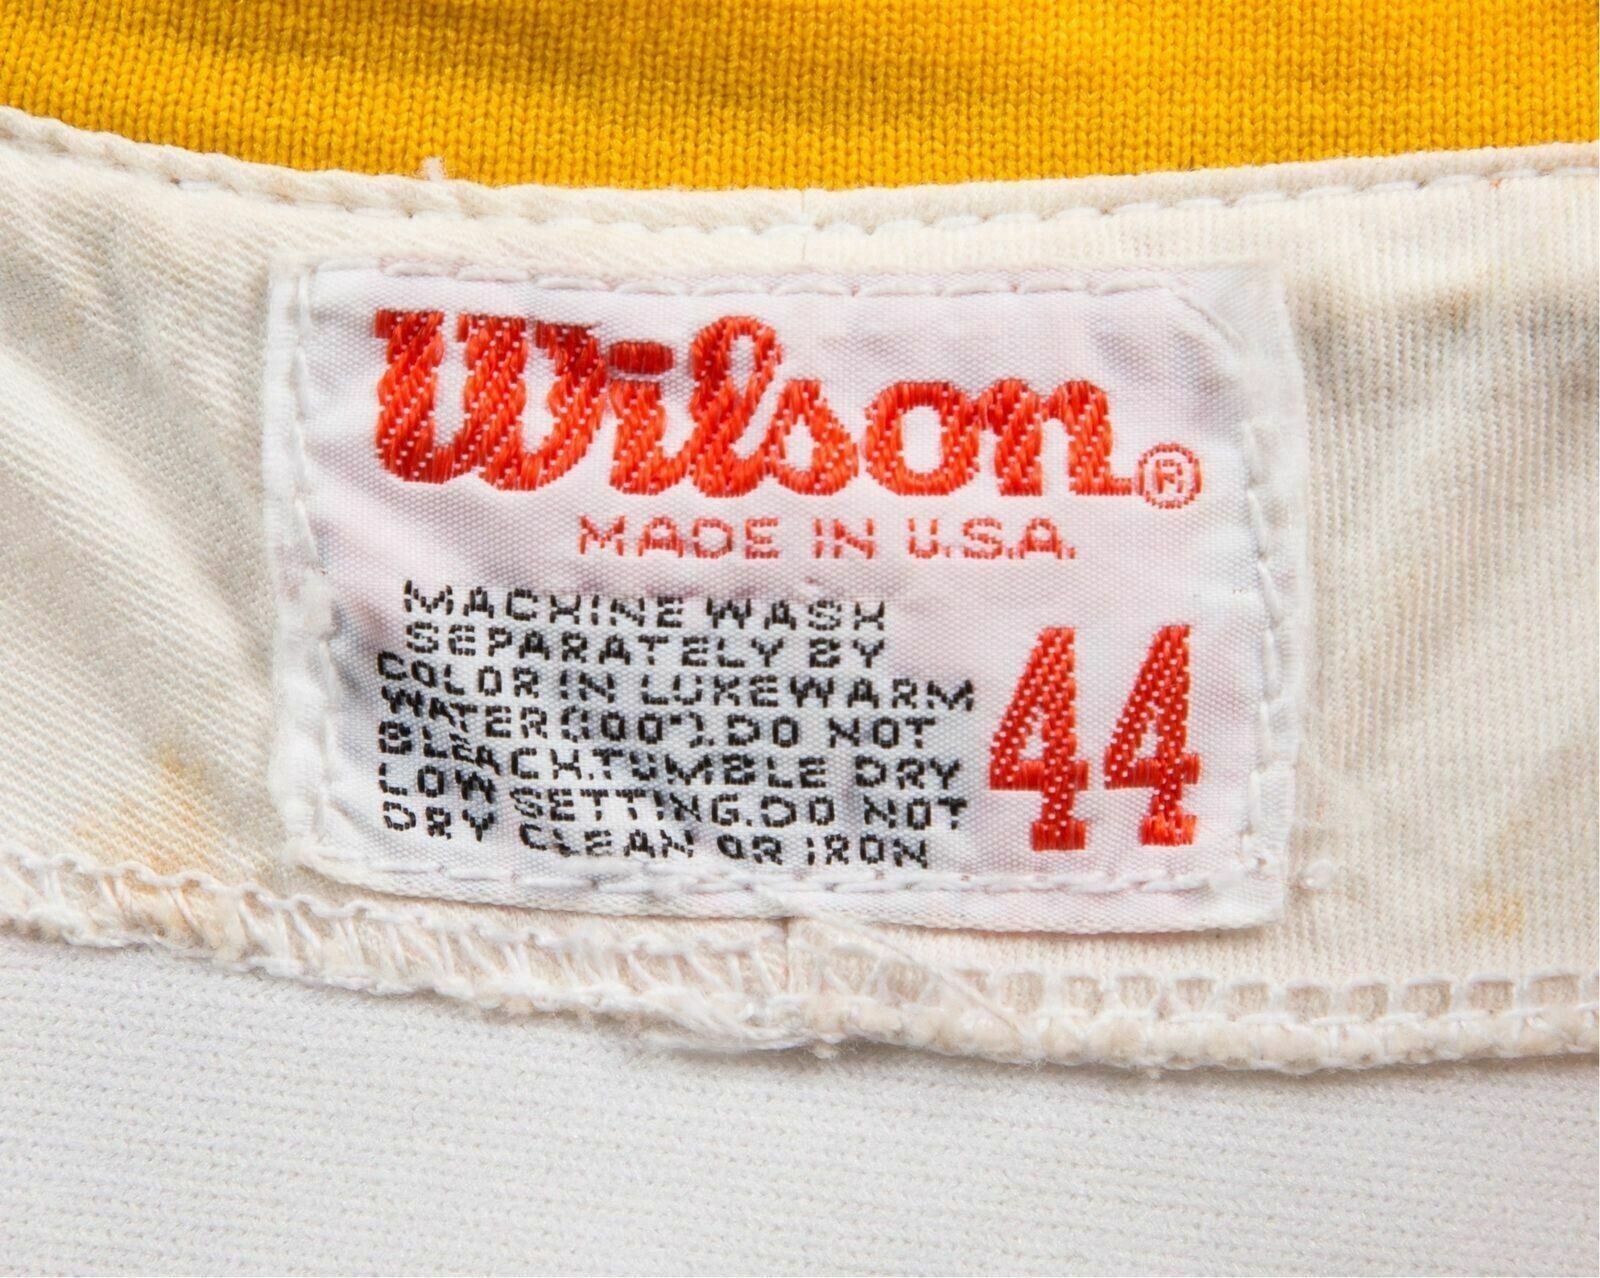 Wilson®
MADE IN U.S.A.
MACHINE WASH
SEPARATELY BY
COLOR IN LUKEWARM
WATER (100°). DO NOT
BLEACH. TUMBLE DRY
LOW SETTING. DO NOT
DRY CLEAN OR IRON
44